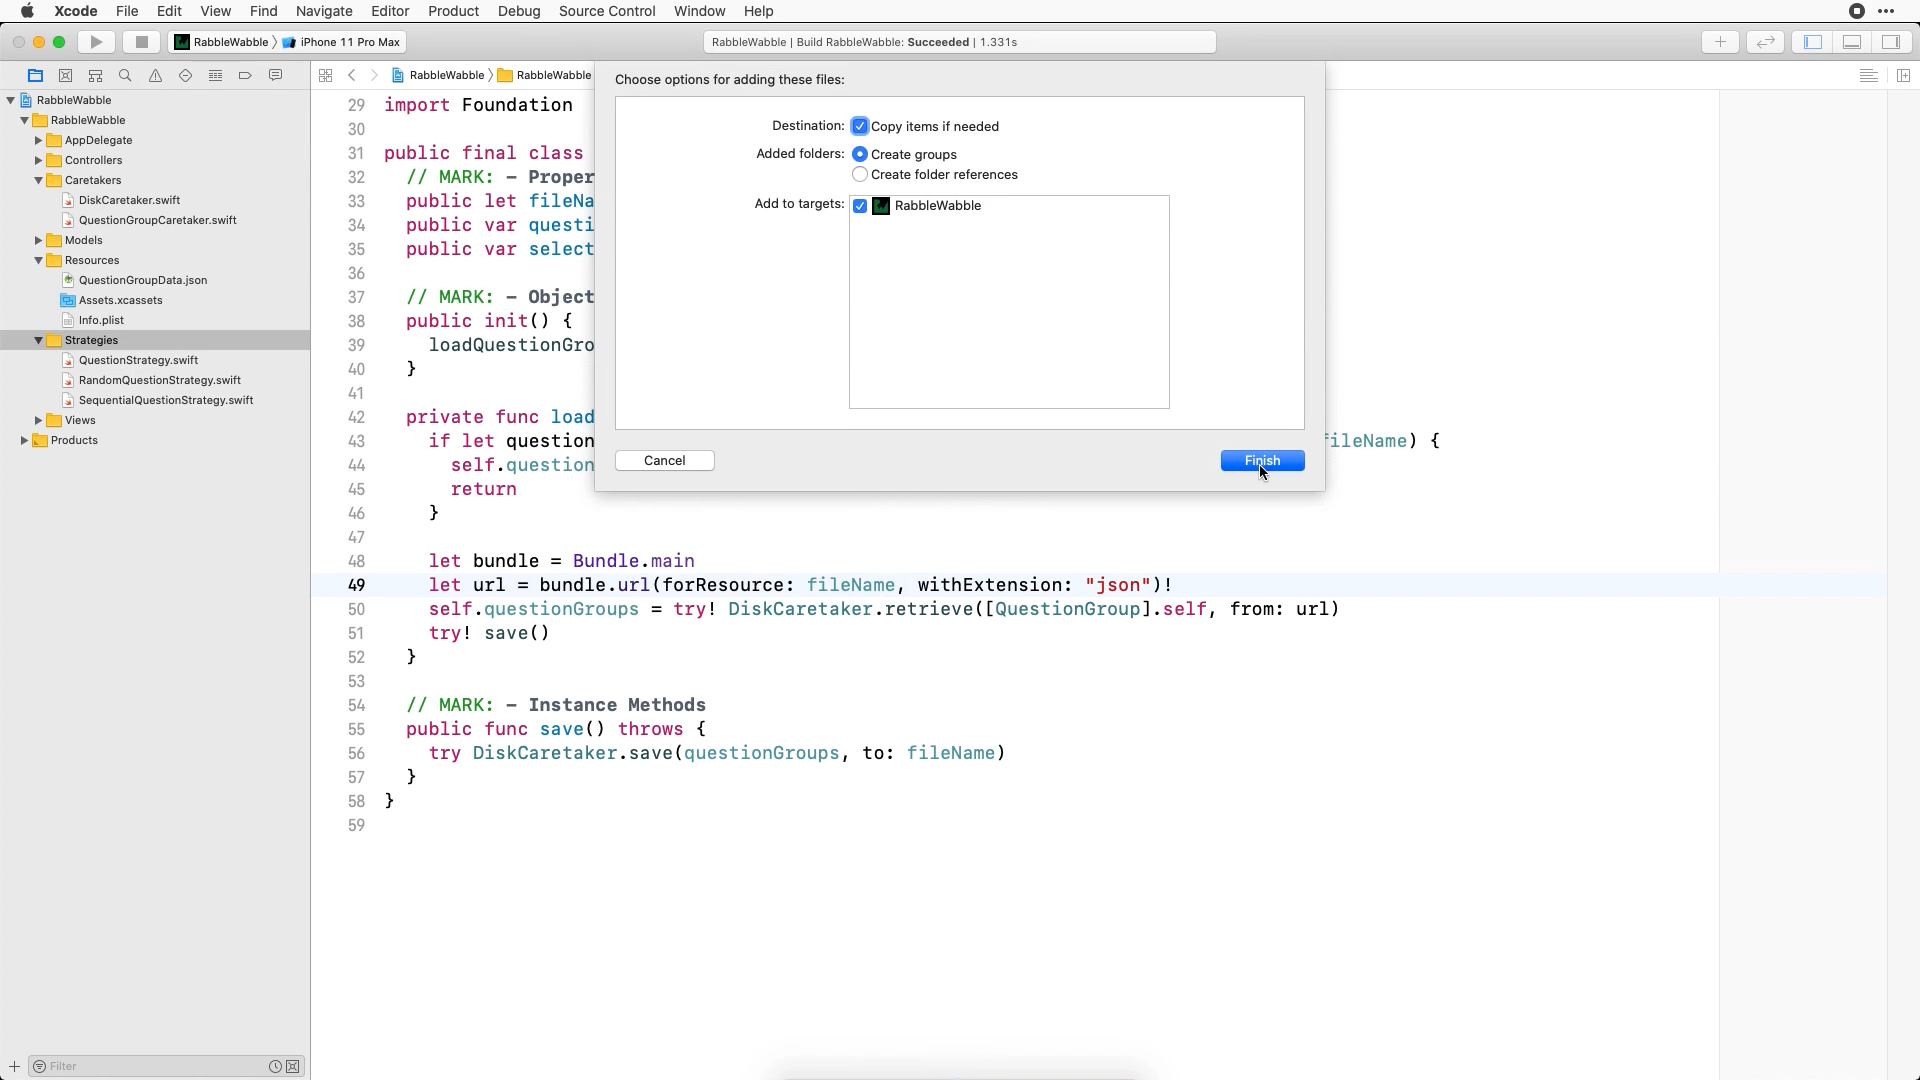 Xcode File Edit View Find Navigate Editor Product Debug Source Control Window Help
RabbleWabble iPhone 11 Pro Max
RabbleWabble | Build RabbleWabble: Succeeded | 1.331s
RabbleWabble RabbleWabble
RabbleWabble
RabbleWabble
AppDelegate
Controllers
Caretakers
DiskCaretaker.swift
QuestionGroupCaretaker.swift
Models
Resources
QuestionGroupData.json
Assets.xcassets
Info.plist
Strategies
QuestionStrategy.swift
RandomQuestionStrategy.swift
SequentialQuestionStrategy.swift
Views
Products
Filter
Choose options for adding these files:
Destination: Copy items if needed
Added folders: Create groups
Create folder references
Add to targets: RabbleWabble
Cancel Finish
29 import Foundation
30
31 public final class
32 // MARK: - Proper
33 public let fileNa
34 public var questi
35 public var select
36
37 // MARK: - Object
38 public init() {
39 loadQuestionGro
40 }
41
42 private func load
43 if let question fileName) {
44 self.question
45 return
46 }
47
48 let bundle = Bundle.main
49 let url = bundle.url(forResource: fileName, withExtension: "json")!
50 self.questionGroups = try! DiskCaretaker.retrieve([QuestionGroup].self, from: url)
51 try! save()
52 }
53
54 // MARK: - Instance Methods
55 public func save() throws {
56 try DiskCaretaker.save(questionGroups, to: fileName)
57 }
58 }
59